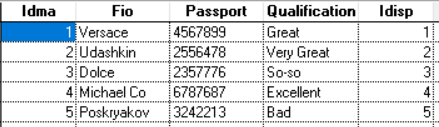 Idma Fio Passport Qualification Idisp
1 Versace 4567899 Great 1
2 Udashkin 2556478 Very Great 2
3 Dolce 2357776 So-so 3
4 Michael Co 6787687 Excellent 4
5 Poskryakov 3242213 Bad 5